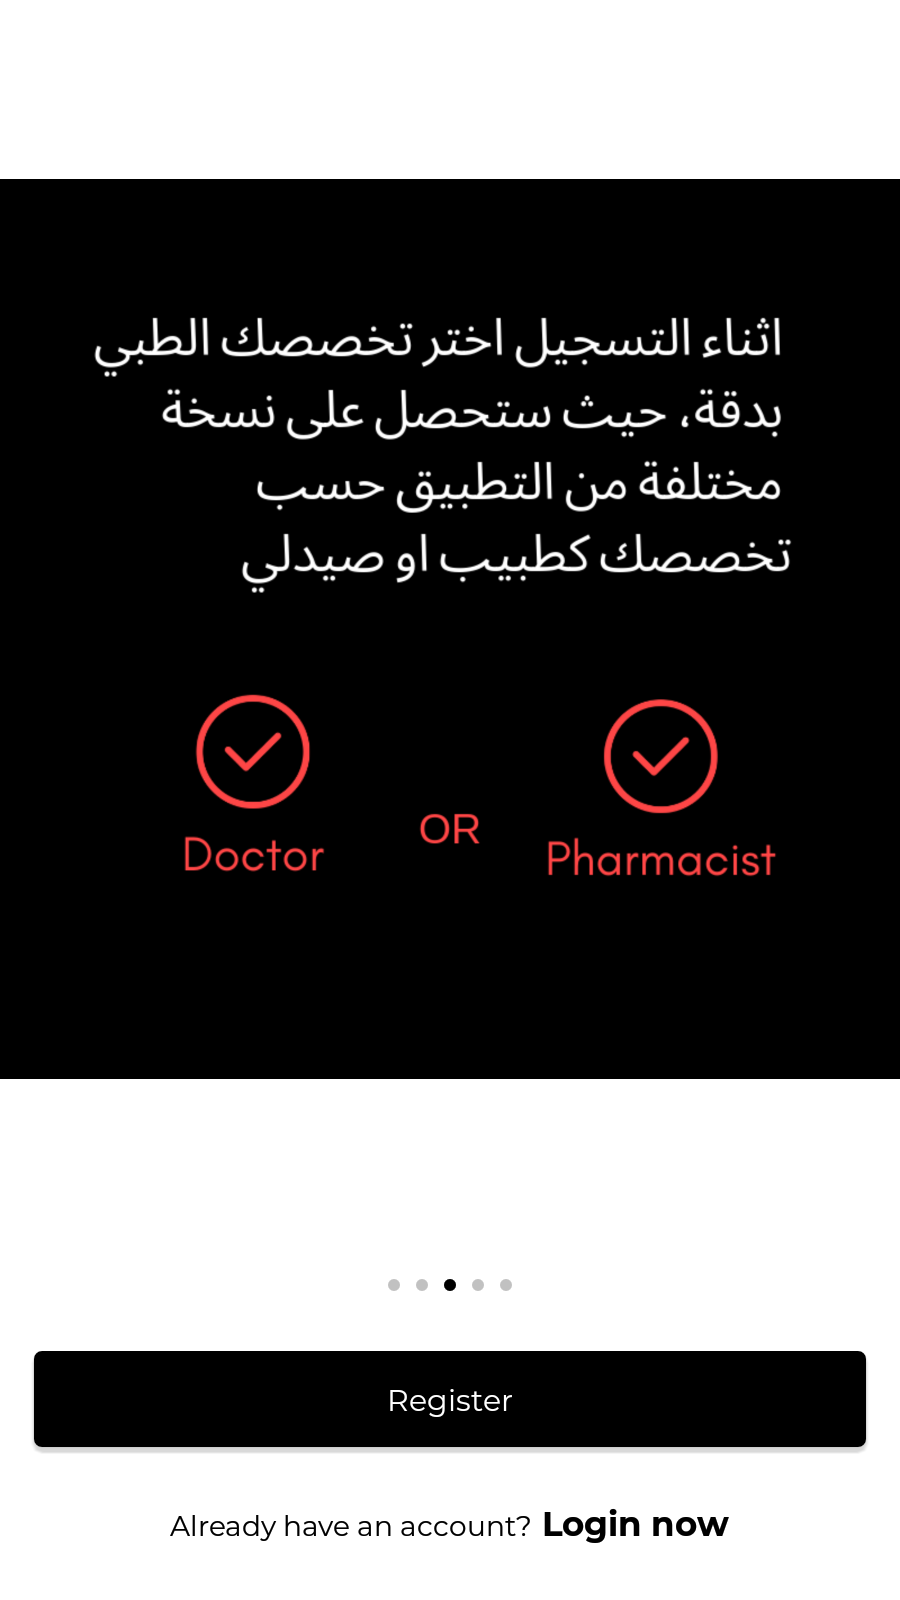 اثناء التسجيل اختر تخصصك الطبي
بدقة، حيث ستحصل على نسخة
مختلفة من التطبيق حسب
تخصصك كطبيب او صيدلي
Doctor
OR
Pharmacist
Register
Already have an account? Login now